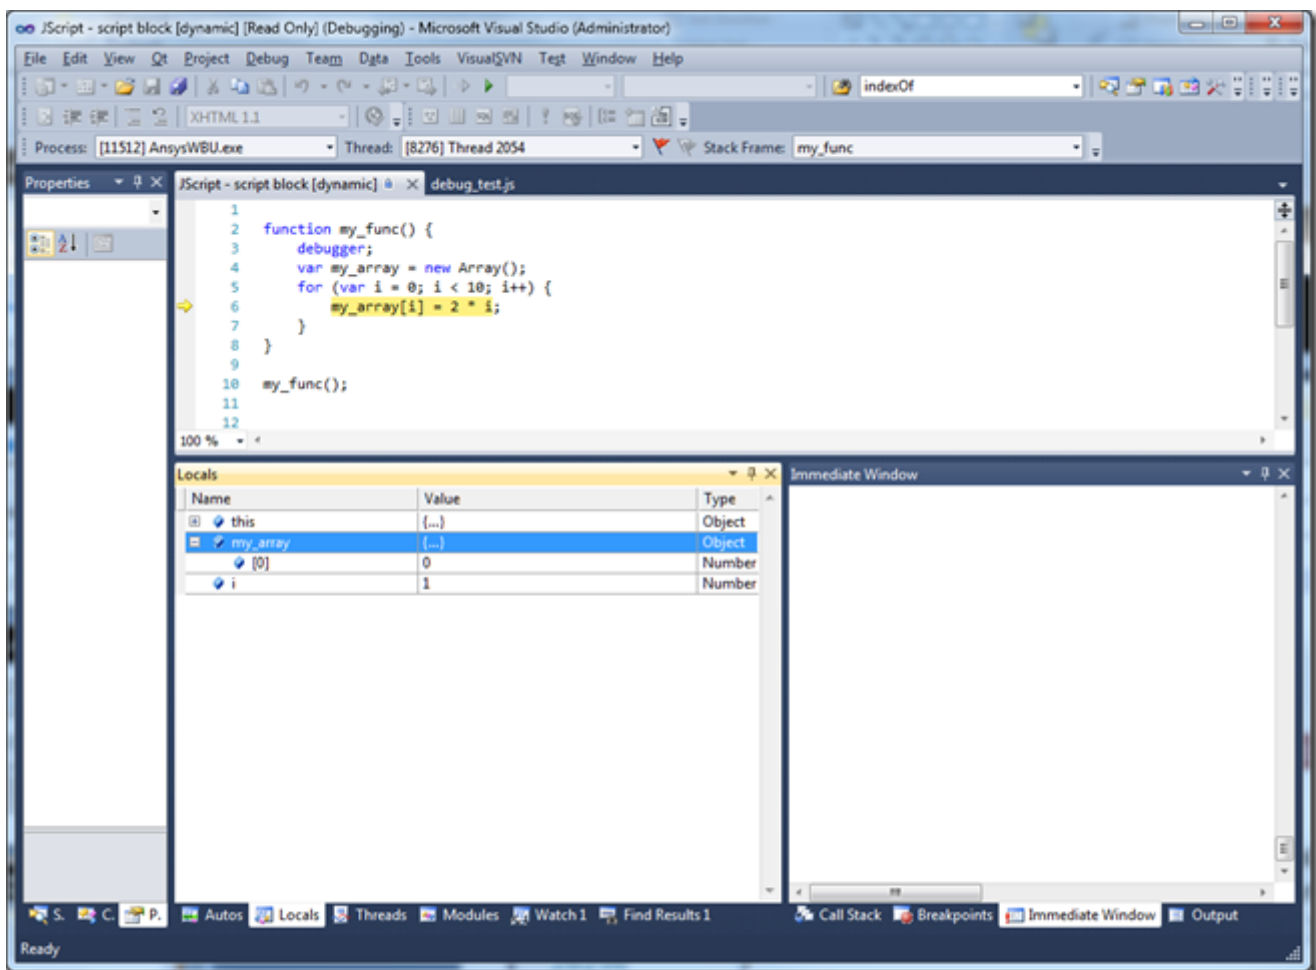 JScript - script block [dynamic] [Read Only] (Debugging) - Microsoft Visual Studio (Administrator)
File Edit View Qt Project Debug Team Data Tools VisualSVN Test Window Help
indexOf
XHTML 1.1
Process: [11512] AnsysWBU.exe Thread: [8276] Thread 2054 Stack Frame: my_func
Properties JScript - script block [dynamic] debug_test.js
1
2 function my_func() {
3 debugger;
4 var my_array = new Array();
5 for (var i = 0; i < 10; i++) {
6 my_array[i] = 2 * i;
7 }
8 }
9
10 my_func();
11
12
100 %
Locals Immediate Window
Name Value Type
this {...} Object
my_array {...} Object
[0] 0 Number
i 1 Number
S. C. P. Autos Locals Threads Modules Watch 1 Find Results 1 Call Stack Breakpoints Immediate Window Output
Ready